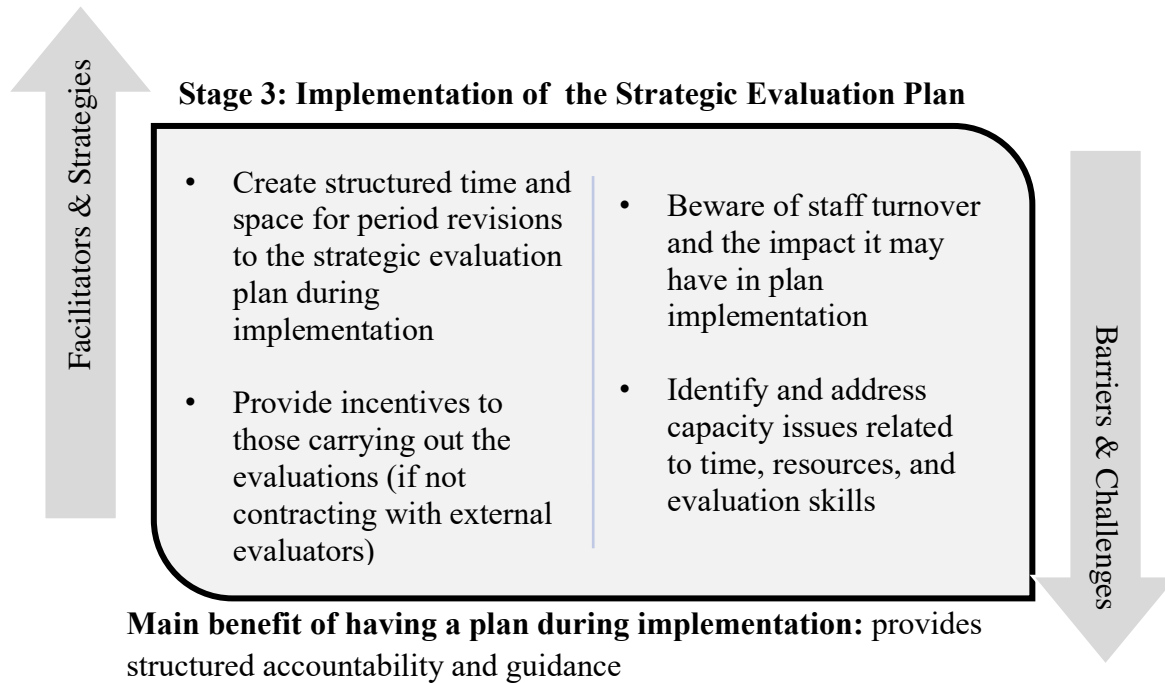 Facilitators & Strategies
Stage 3: Implementation of the Strategic Evaluation Plan
• Create structured time and
space for period revisions
to the strategic evaluation
plan during
implementation
• Provide incentives to
those carrying out the
evaluations (if not
contracting with external
evaluators)
• Beware of staff turnover
and the impact it may
have in plan
implementation
• Identify and address
capacity issues related
to time, resources, and
evaluation skills
Barriers & Challenges
Main benefit of having a plan during implementation: provides
structured accountability and guidance